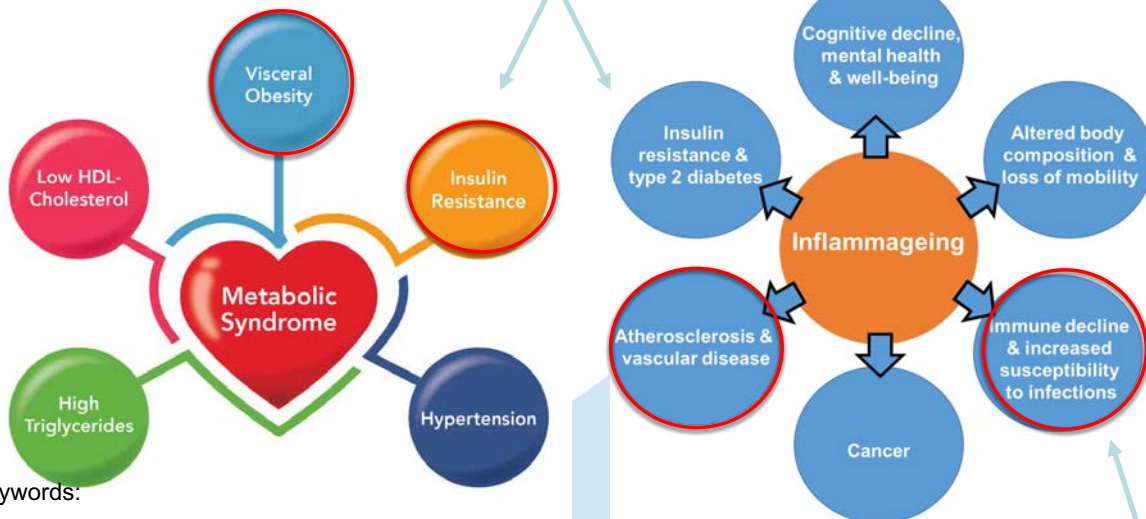 Visceral
Obesity
Low HDL-
Cholesterol
Insulin
Resistance
Metabolic
Syndrome
High
Triglycerides
Hypertension
ywords:
Cognitive decline,
mental health
& well-being
Insulin
resistance &
type 2 diabetes
Altered body
composition &
loss of mobility
Inflammageing
Atherosclerosis &
vascular disease
Immune decline
& increased
susceptibility
to infections
Cancer